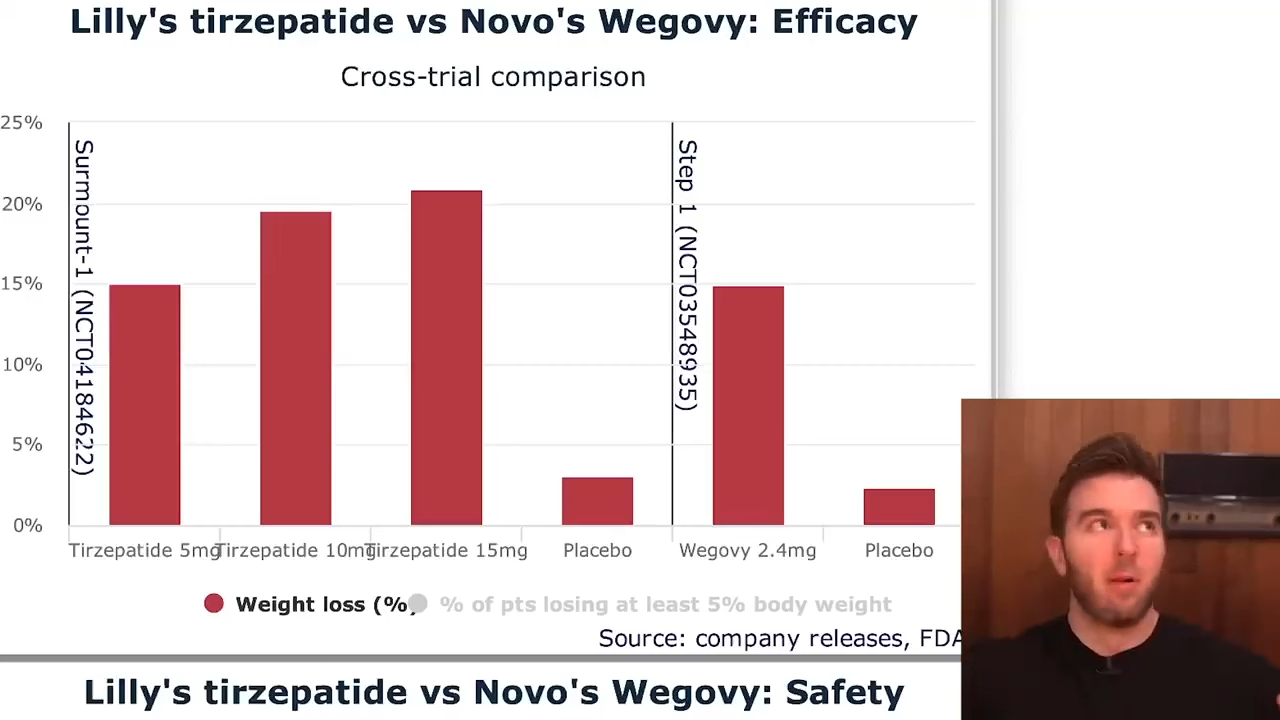 Lilly's tirzepatide vs Novo's Wegovy: Efficacy
Cross-trial comparison
25%
20%
15%
10%
5%
0%
Surmount-1 (NCT04184622)
Step 1 (NCT03548935)
Tirzepatide 5mg
Tirzepatide 10mg
Tirzepatide 15mg
Placebo
Wegovy 2.4mg
Placebo
Weight loss (%)
% of pts losing at least 5% body weight
Source: company releases, FDA
Lilly's tirzepatide vs Novo's Wegovy: Safety